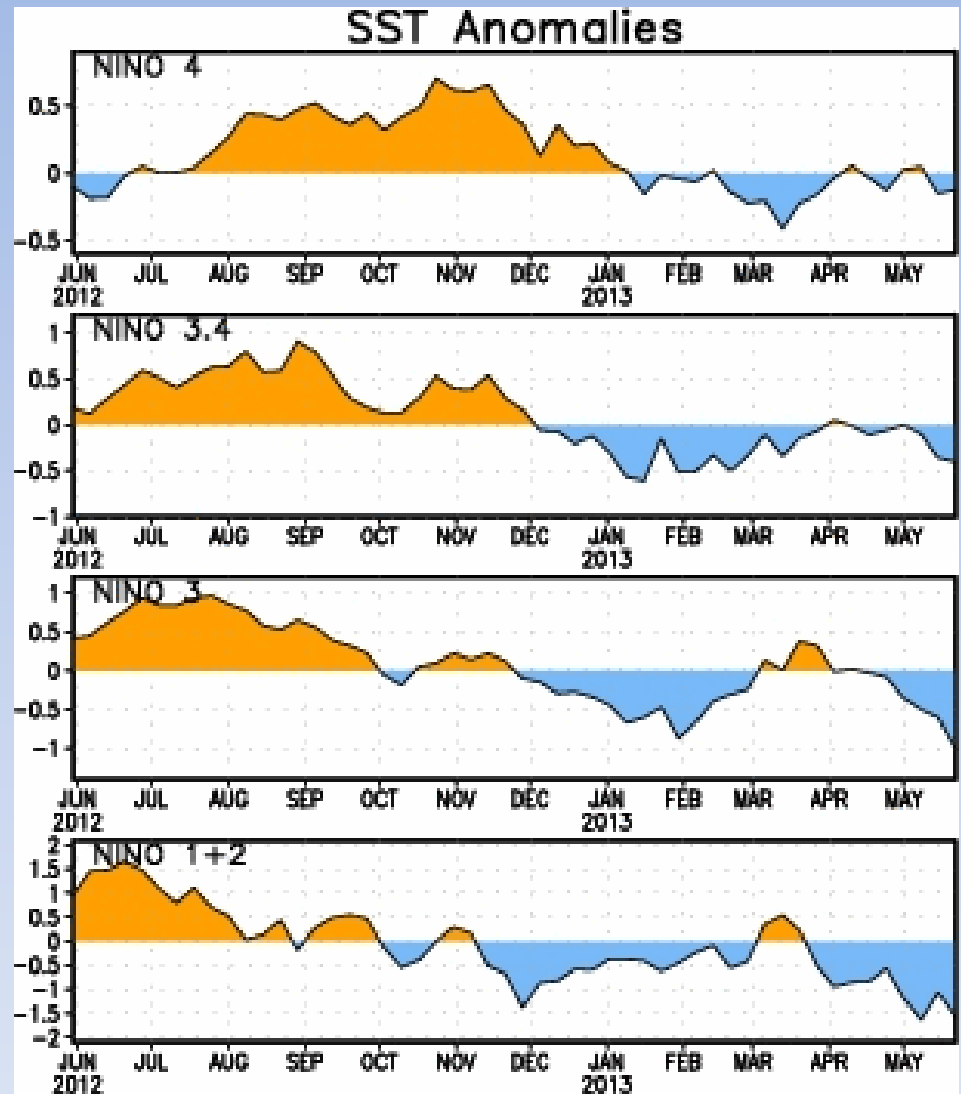 SST Anomalies
NINO 4
0.5
0
-0.5
JUN JUL AUG SEP OCT NOV DEC JAN FEB MAR APR MAY
2012 2013
NINO 3.4
1
0.5
0
-0.5
-1
JUN JUL AUG SEP OCT NOV DEC JAN FEB MAR APR MAY
2012 2013
NINO 3
1
0.5
0
-0.5
-1
JUN JUL AUG SEP OCT NOV DEC JAN FEB MAR APR MAY
2012 2013
NINO 1+2
2
1.5
1
0.5
0
-0.5
-1
-1.5
-2
JUN JUL AUG SEP OCT NOV DEC JAN FEB MAR APR MAY
2012 2013